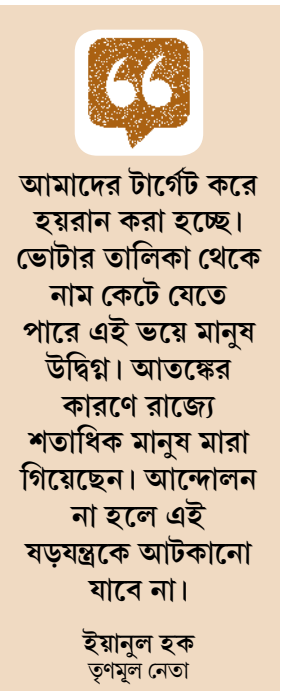 আমাদের টার্গেট করে
হয়রান করা হচ্ছে।
ভোটার তালিকা থেকে
নাম কেটে যেতে
পারে এই ভয়ে মানুষ
উদ্বিগ্ন। আতঙ্কের
কারণে রাজ্যে
শতাধিক মানুষ মারা
গিয়েছেন। আন্দোলন
না হলে এই
ষড়যন্ত্রকে আটকানো
যাবে না।
ইয়ানুল হক
তৃণমূল নেতা